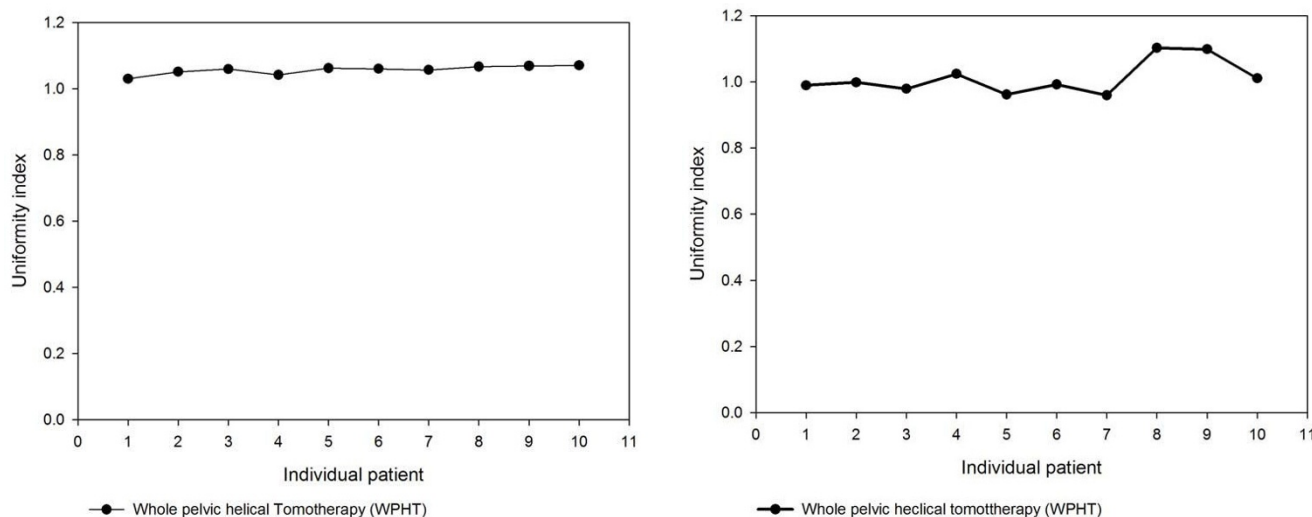 1.2
1.0
0.8
0.6
0.4
0.2
0.0
Uniformity index
0 1 2 3 4 5 6 7 8 9 10 11
Individual patient
Whole pelvic helical Tomotherapy (WPHT)
1.2
1.0
0.8
0.6
0.4
0.2
0.0
Uniformity index
0 1 2 3 4 5 6 7 8 9 10 11
Individual patient
Whole pelvic heclical tomottherapy (WPHT)